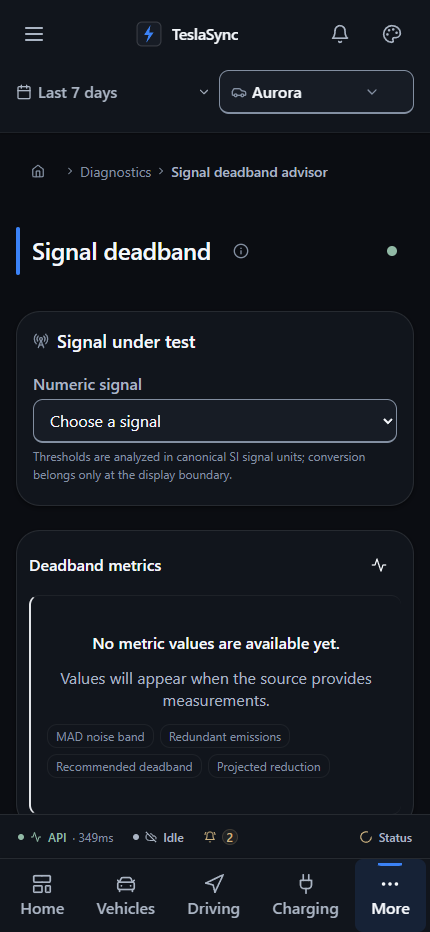 TeslaSync
Last 7 days
Aurora
Diagnostics
Signal deadband advisor
Signal deadband
Signal under test
Numeric signal
Choose a signal
Thresholds are analyzed in canonical SI signal units; conversion
belongs only at the display boundary.
Deadband metrics
No metric values are available yet.
Values will appear when the source provides
measurements.
MAD noise band
Redundant emissions
Recommended deadband
Projected reduction
API · 349ms
Idle
2
Status
Home
Vehicles
Driving
Charging
More